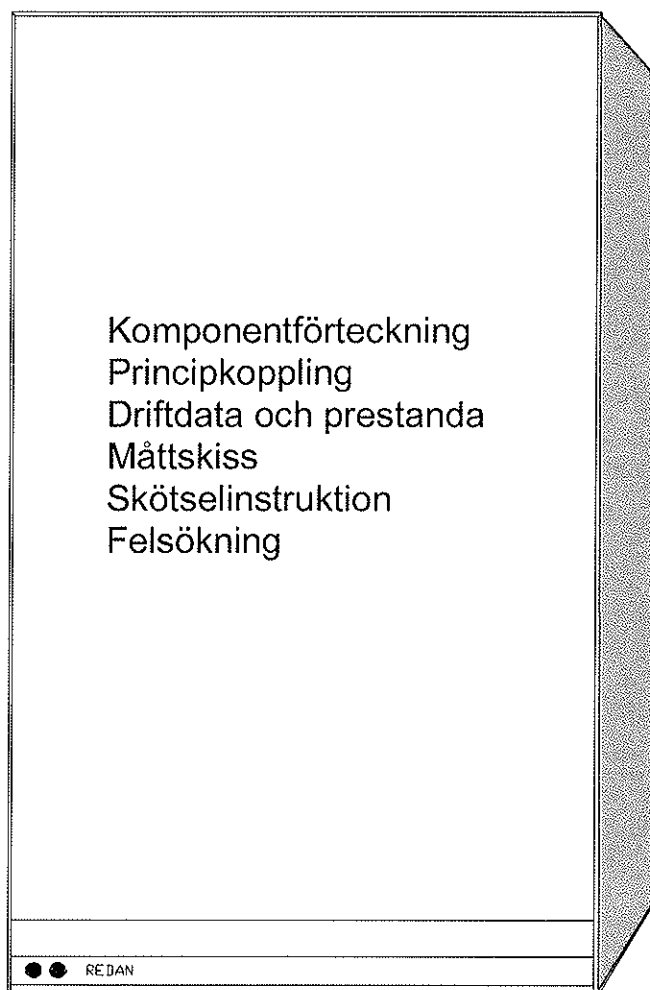 Komponentförteckning
Principkoppling
Driftdata och prestanda
Måttskiss
Skötselinstruktion
Felsökning
REDAN